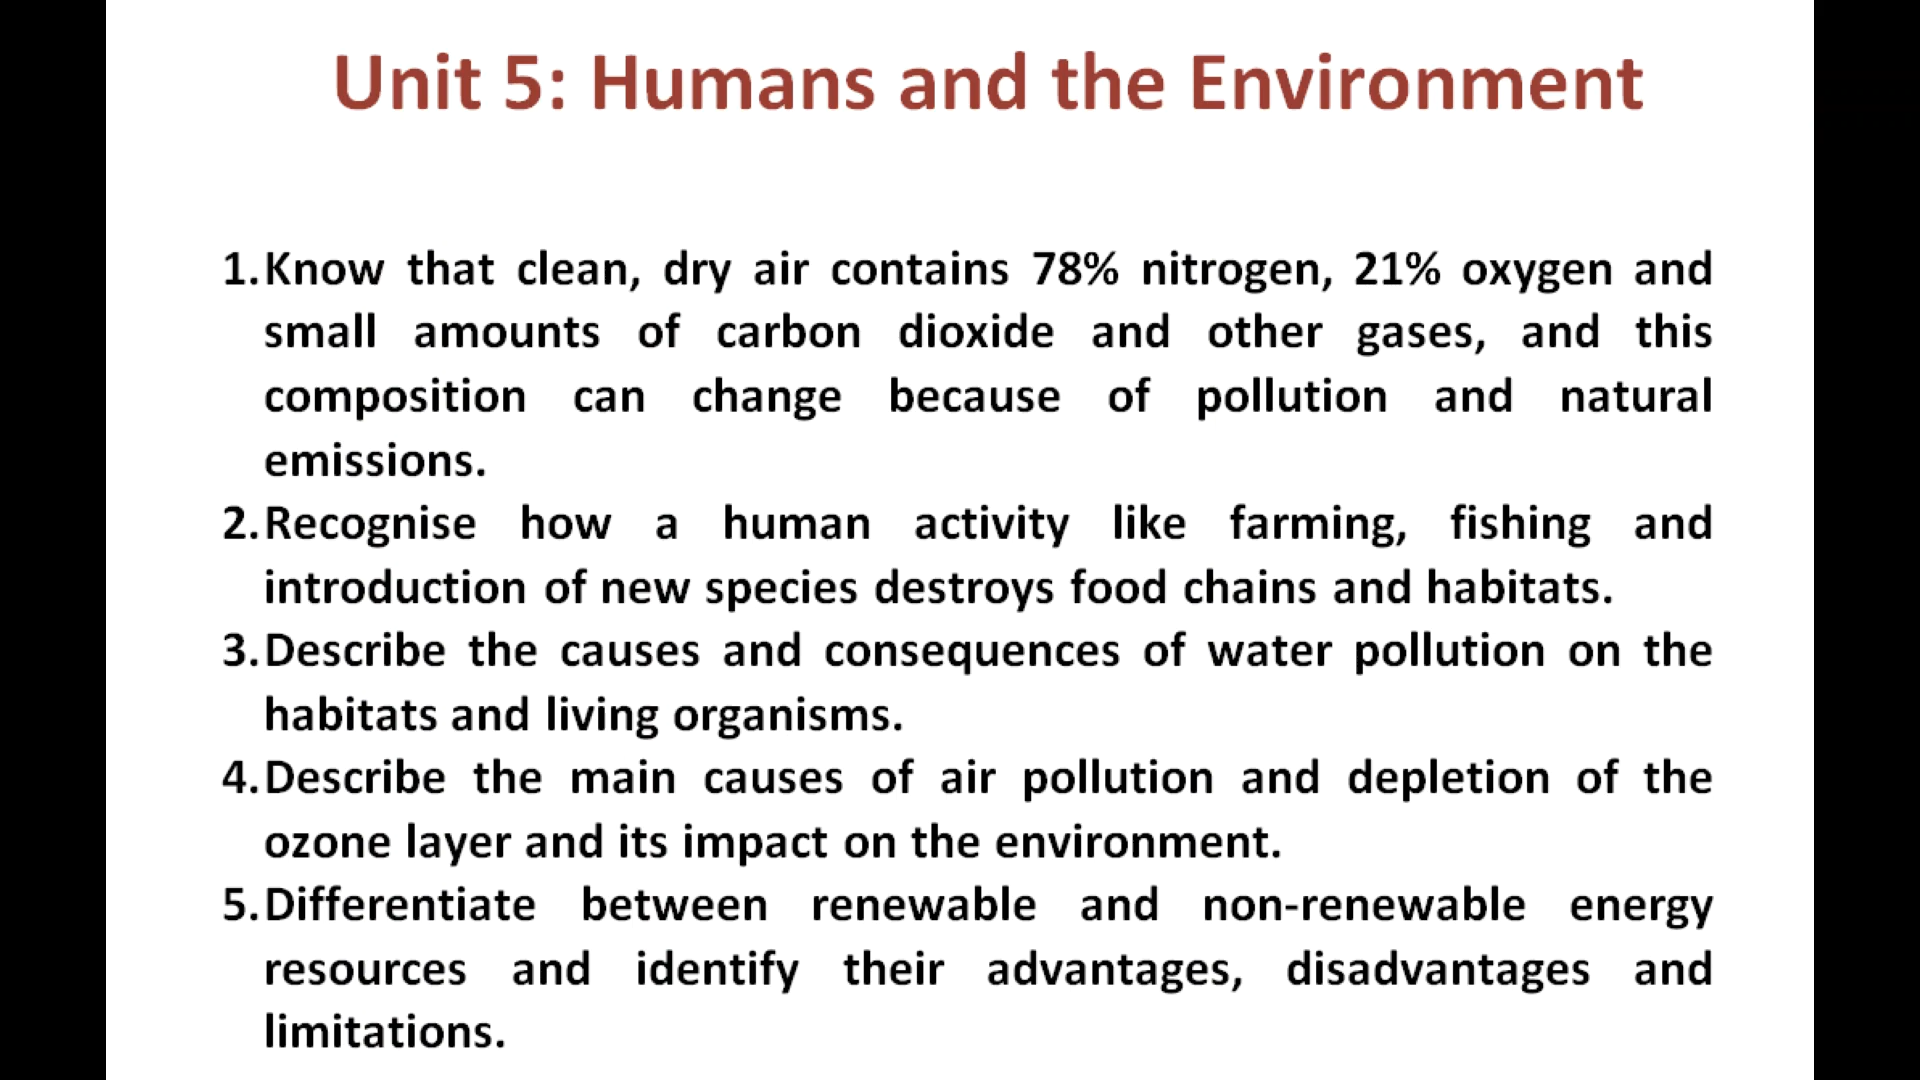 Unit 5: Humans and the Environment
1.Know that clean, dry air contains 78% nitrogen, 21% oxygen and
small amounts of carbon dioxide and other gases, and this
composition can change because of pollution and natural
emissions.
2.Recognise how a human activity like farming, fishing and
introduction of new species destroys food chains and habitats.
3.Describe the causes and consequences of water pollution on the
habitats and living organisms.
4.Describe the main causes of air pollution and depletion of the
ozone layer and its impact on the environment.
5.Differentiate between renewable and non-renewable energy
resources and identify their advantages, disadvantages and
limitations.